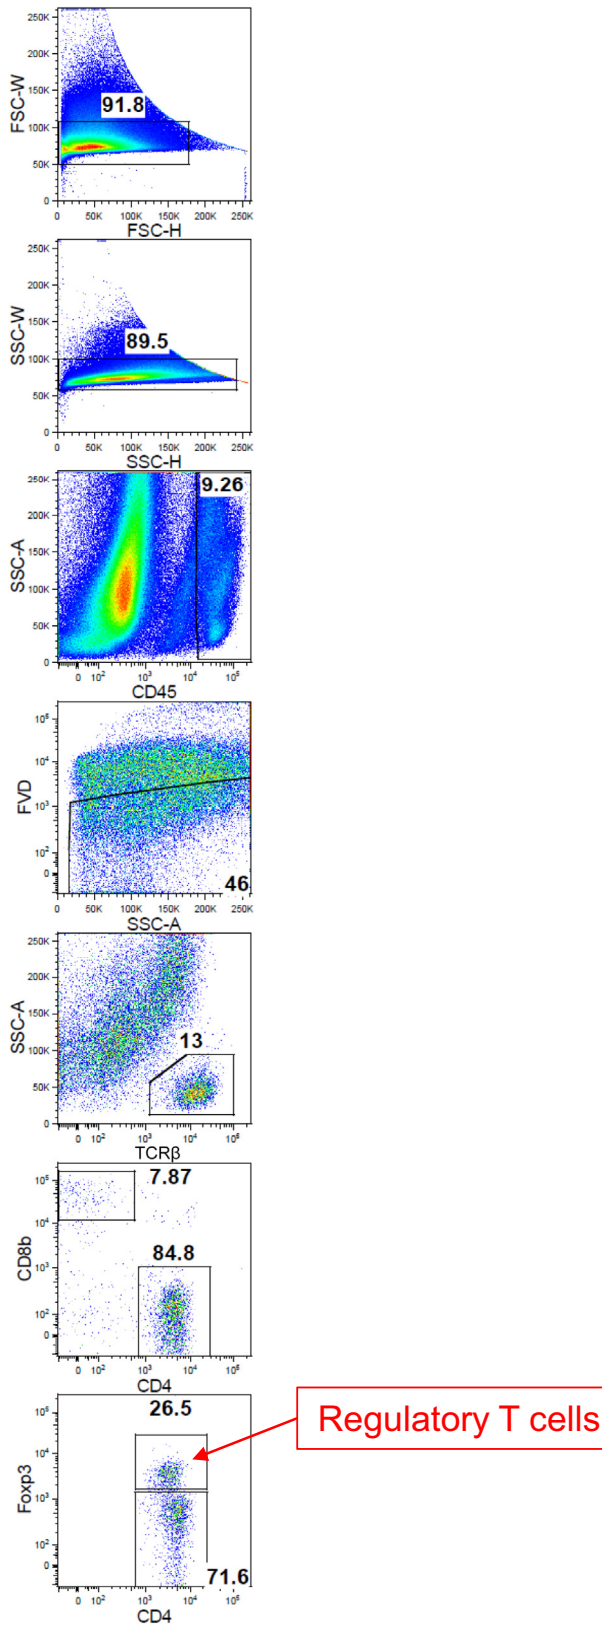 250K
200K
150K
100K
50K
0
FSC-W
91.8
0 50K 100K 150K 200K 250K
FSC-H
250K
200K
150K
100K
50K
0
SSC-W
89.5
0 50K 100K 150K 200K 250K
SSC-H
250K
200K
150K
100K
50K
0
SSC-A
9.26
0 10² 10³ 10⁴ 10⁵
CD45
10⁵
10⁴
10³
10²
0
FVD
46
0 50K 100K 150K 200K 250K
SSC-A
250K
200K
150K
100K
50K
0
SSC-A
13
0 10² 10³ 10⁴ 10⁵
TCRβ
10⁵
10⁴
10³
10²
0
CD8b
7.87
84.8
0 10² 10³ 10⁴ 10⁵
CD4
10⁵
10⁴
10³
10²
0
Foxp3
26.5
Regulatory T cells
71.6
0 10² 10³ 10⁴ 10⁵
CD4